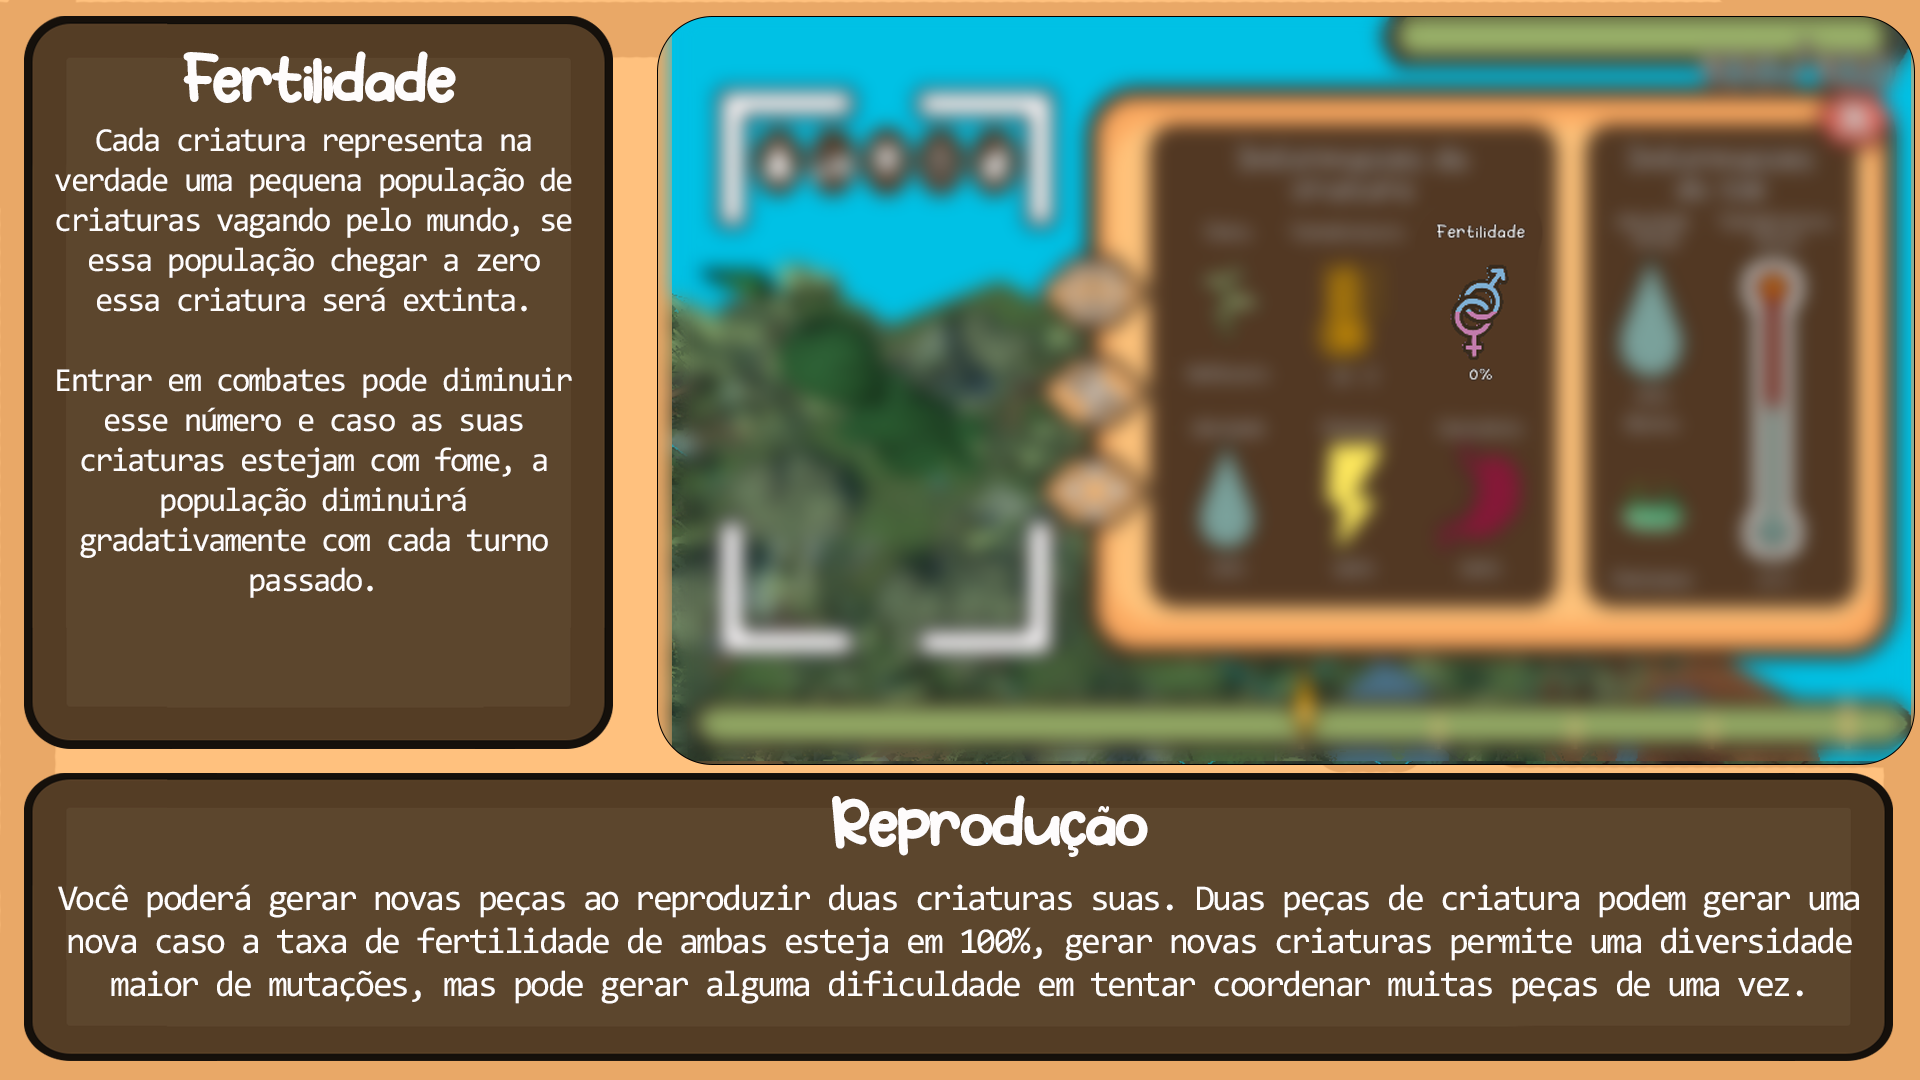 Fertilidade
Cada criatura representa na
verdade uma pequena população de
criaturas vagando pelo mundo, se
essa população chegar a zero
essa criatura será extinta.
Entrar em combates pode diminuir
esse número e caso as suas
criaturas estejam com fome, a
população diminuirá
gradativamente com cada turno
passado.
Fertilidade
0%
Reprodução
Você poderá gerar novas peças ao reproduzir duas criaturas suas. Duas peças de criatura podem gerar uma
nova caso a taxa de fertilidade de ambas esteja em 100%, gerar novas criaturas permite uma diversidade
maior de mutações, mas pode gerar alguma dificuldade em tentar coordenar muitas peças de uma vez.